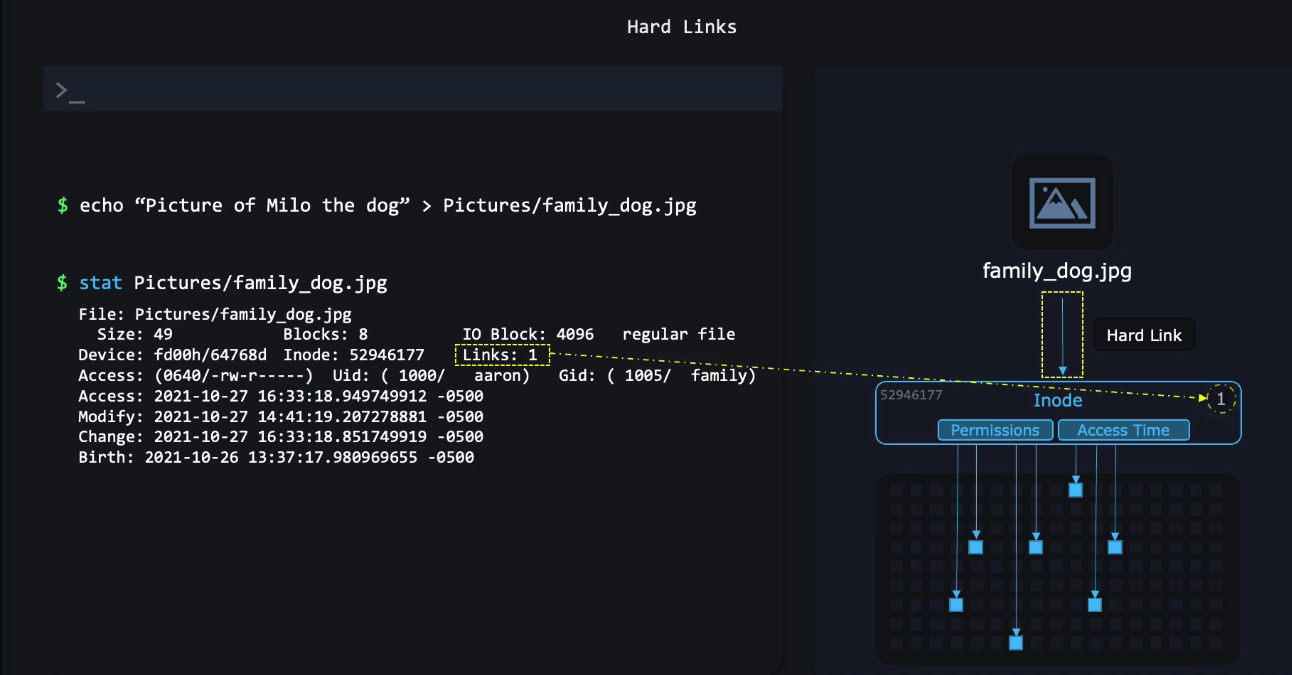 Hard Links
>_
$ echo “Picture of Milo the dog” > Pictures/family_dog.jpg
$ stat Pictures/family_dog.jpg
File: Pictures/family_dog.jpg
Size: 49 Blocks: 8 IO Block: 4096 regular file
Device: fd00h/64768d Inode: 52946177 Links: 1
Access: (0640/-rw-r-----) Uid: ( 1000/ aaron) Gid: ( 1005/ family)
Access: 2021-10-27 16:33:18.949749912 -0500
Modify: 2021-10-27 14:41:19.207278881 -0500
Change: 2021-10-27 16:33:18.851749919 -0500
Birth: 2021-10-26 13:37:17.980969655 -0500
family_dog.jpg
Hard Link
52946177
Inode
1
Permissions
Access Time